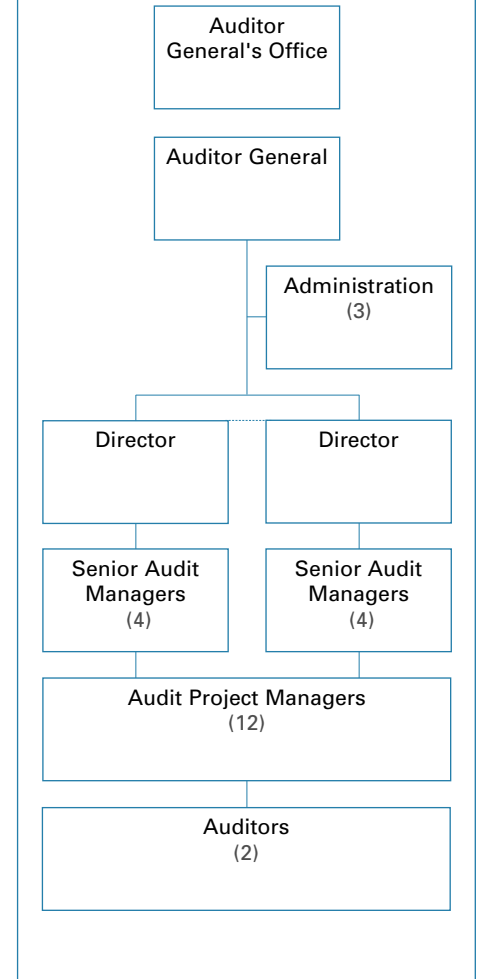 Auditor
General's Office
Auditor General
Administration
(3)
Director
Director
Senior Audit
Managers
(4)
Senior Audit
Managers
(4)
Audit Project Managers
(12)
Auditors
(2)